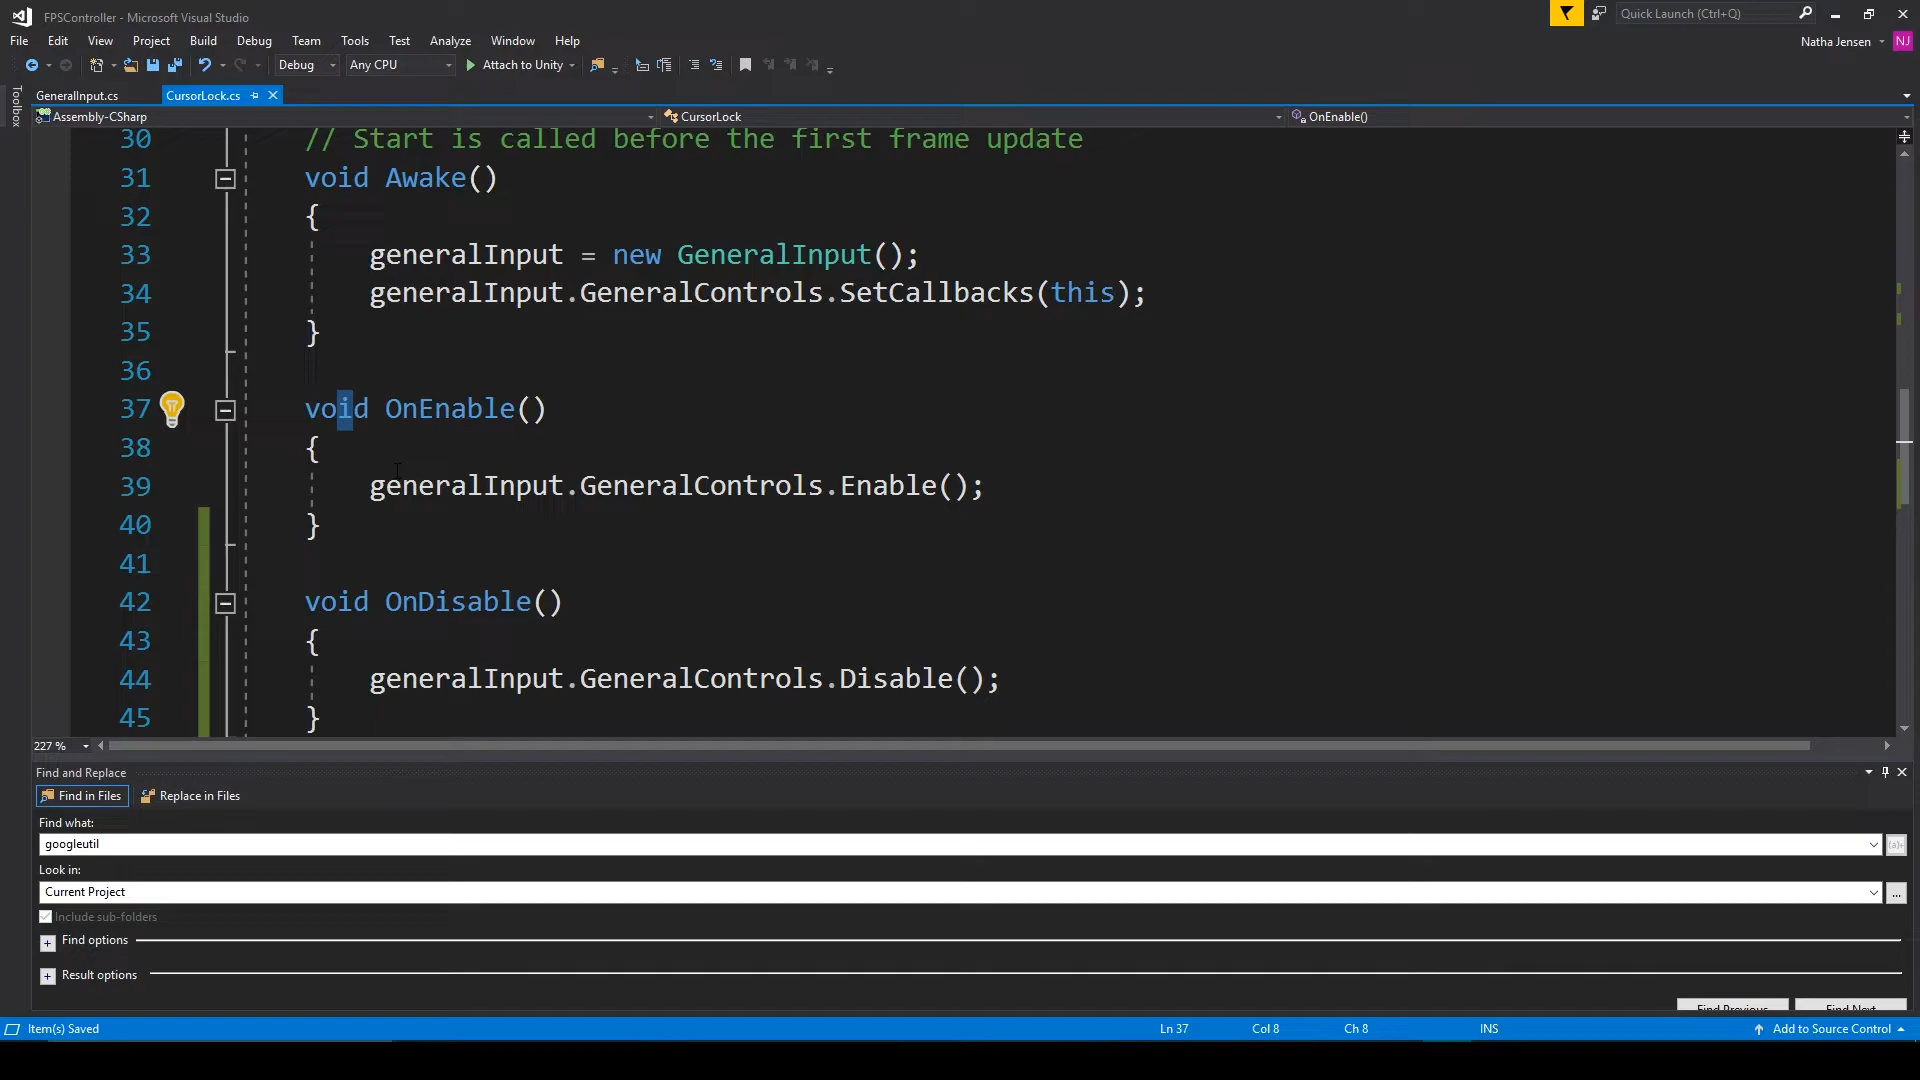 FPSController - Microsoft Visual Studio
Quick Launch (Ctrl+Q)
File Edit View Project Build Debug Team Tools Test Analyze Window Help
Natha Jensen NJ
Debug Any CPU Attach to Unity
Toolbox
GeneralInput.cs CursorLock.cs
Assembly-CSharp CursorLock OnEnable()
30 // Start is called before the first frame update
31 void Awake()
32 {
33 generalInput = new GeneralInput();
34 generalInput.GeneralControls.SetCallbacks(this);
35 }
36
37 void OnEnable()
38 {
39 generalInput.GeneralControls.Enable();
40 }
41
42 void OnDisable()
43 {
44 generalInput.GeneralControls.Disable();
45 }
227 %
Find and Replace
Find in Files Replace in Files
Find what:
googleutil
Look in:
Current Project
...
Include sub-folders
Find options
Result options
Find Previous Find Next
Item(s) Saved Ln 37 Col 8 Ch 8 INS Add to Source Control